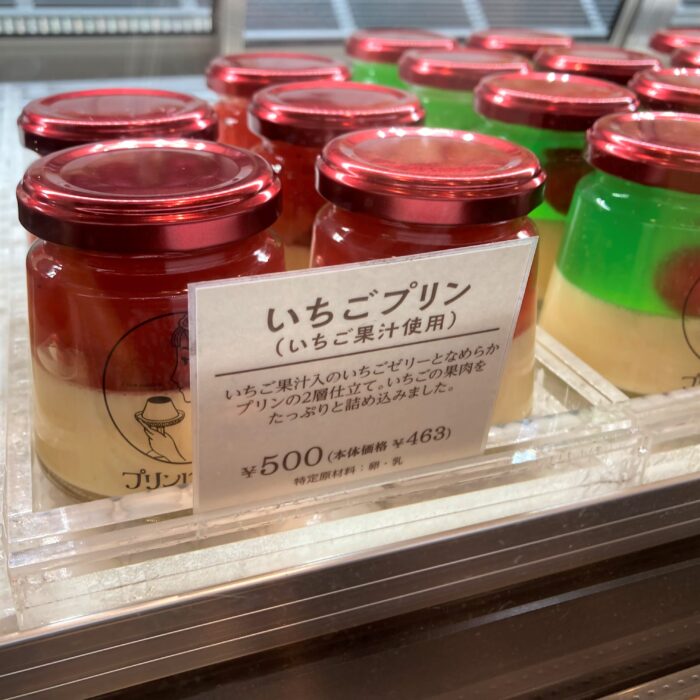 いちごプリン
(いちご果汁使用)
いちご果汁入のいちごゼリーとなめらか
プリンの2層仕立て。いちごの果肉を
たっぷりと詰め込みました。
¥500(本体価格 ¥463)
特定原材料:卵・乳
プリン